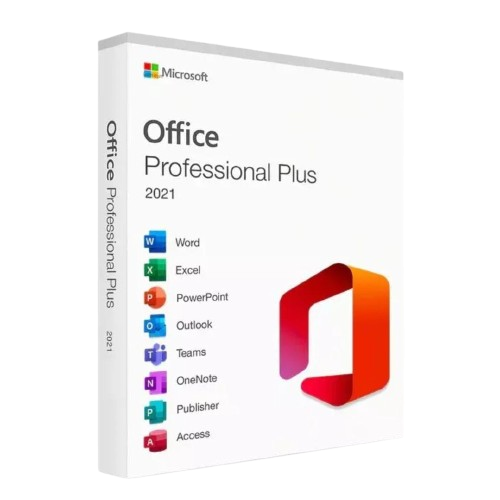 Microsoft
Office
Professional Plus
2021
Word
Excel
PowerPoint
Outlook
Teams
OneNote
Publisher
Access
Office Professional Plus 2021